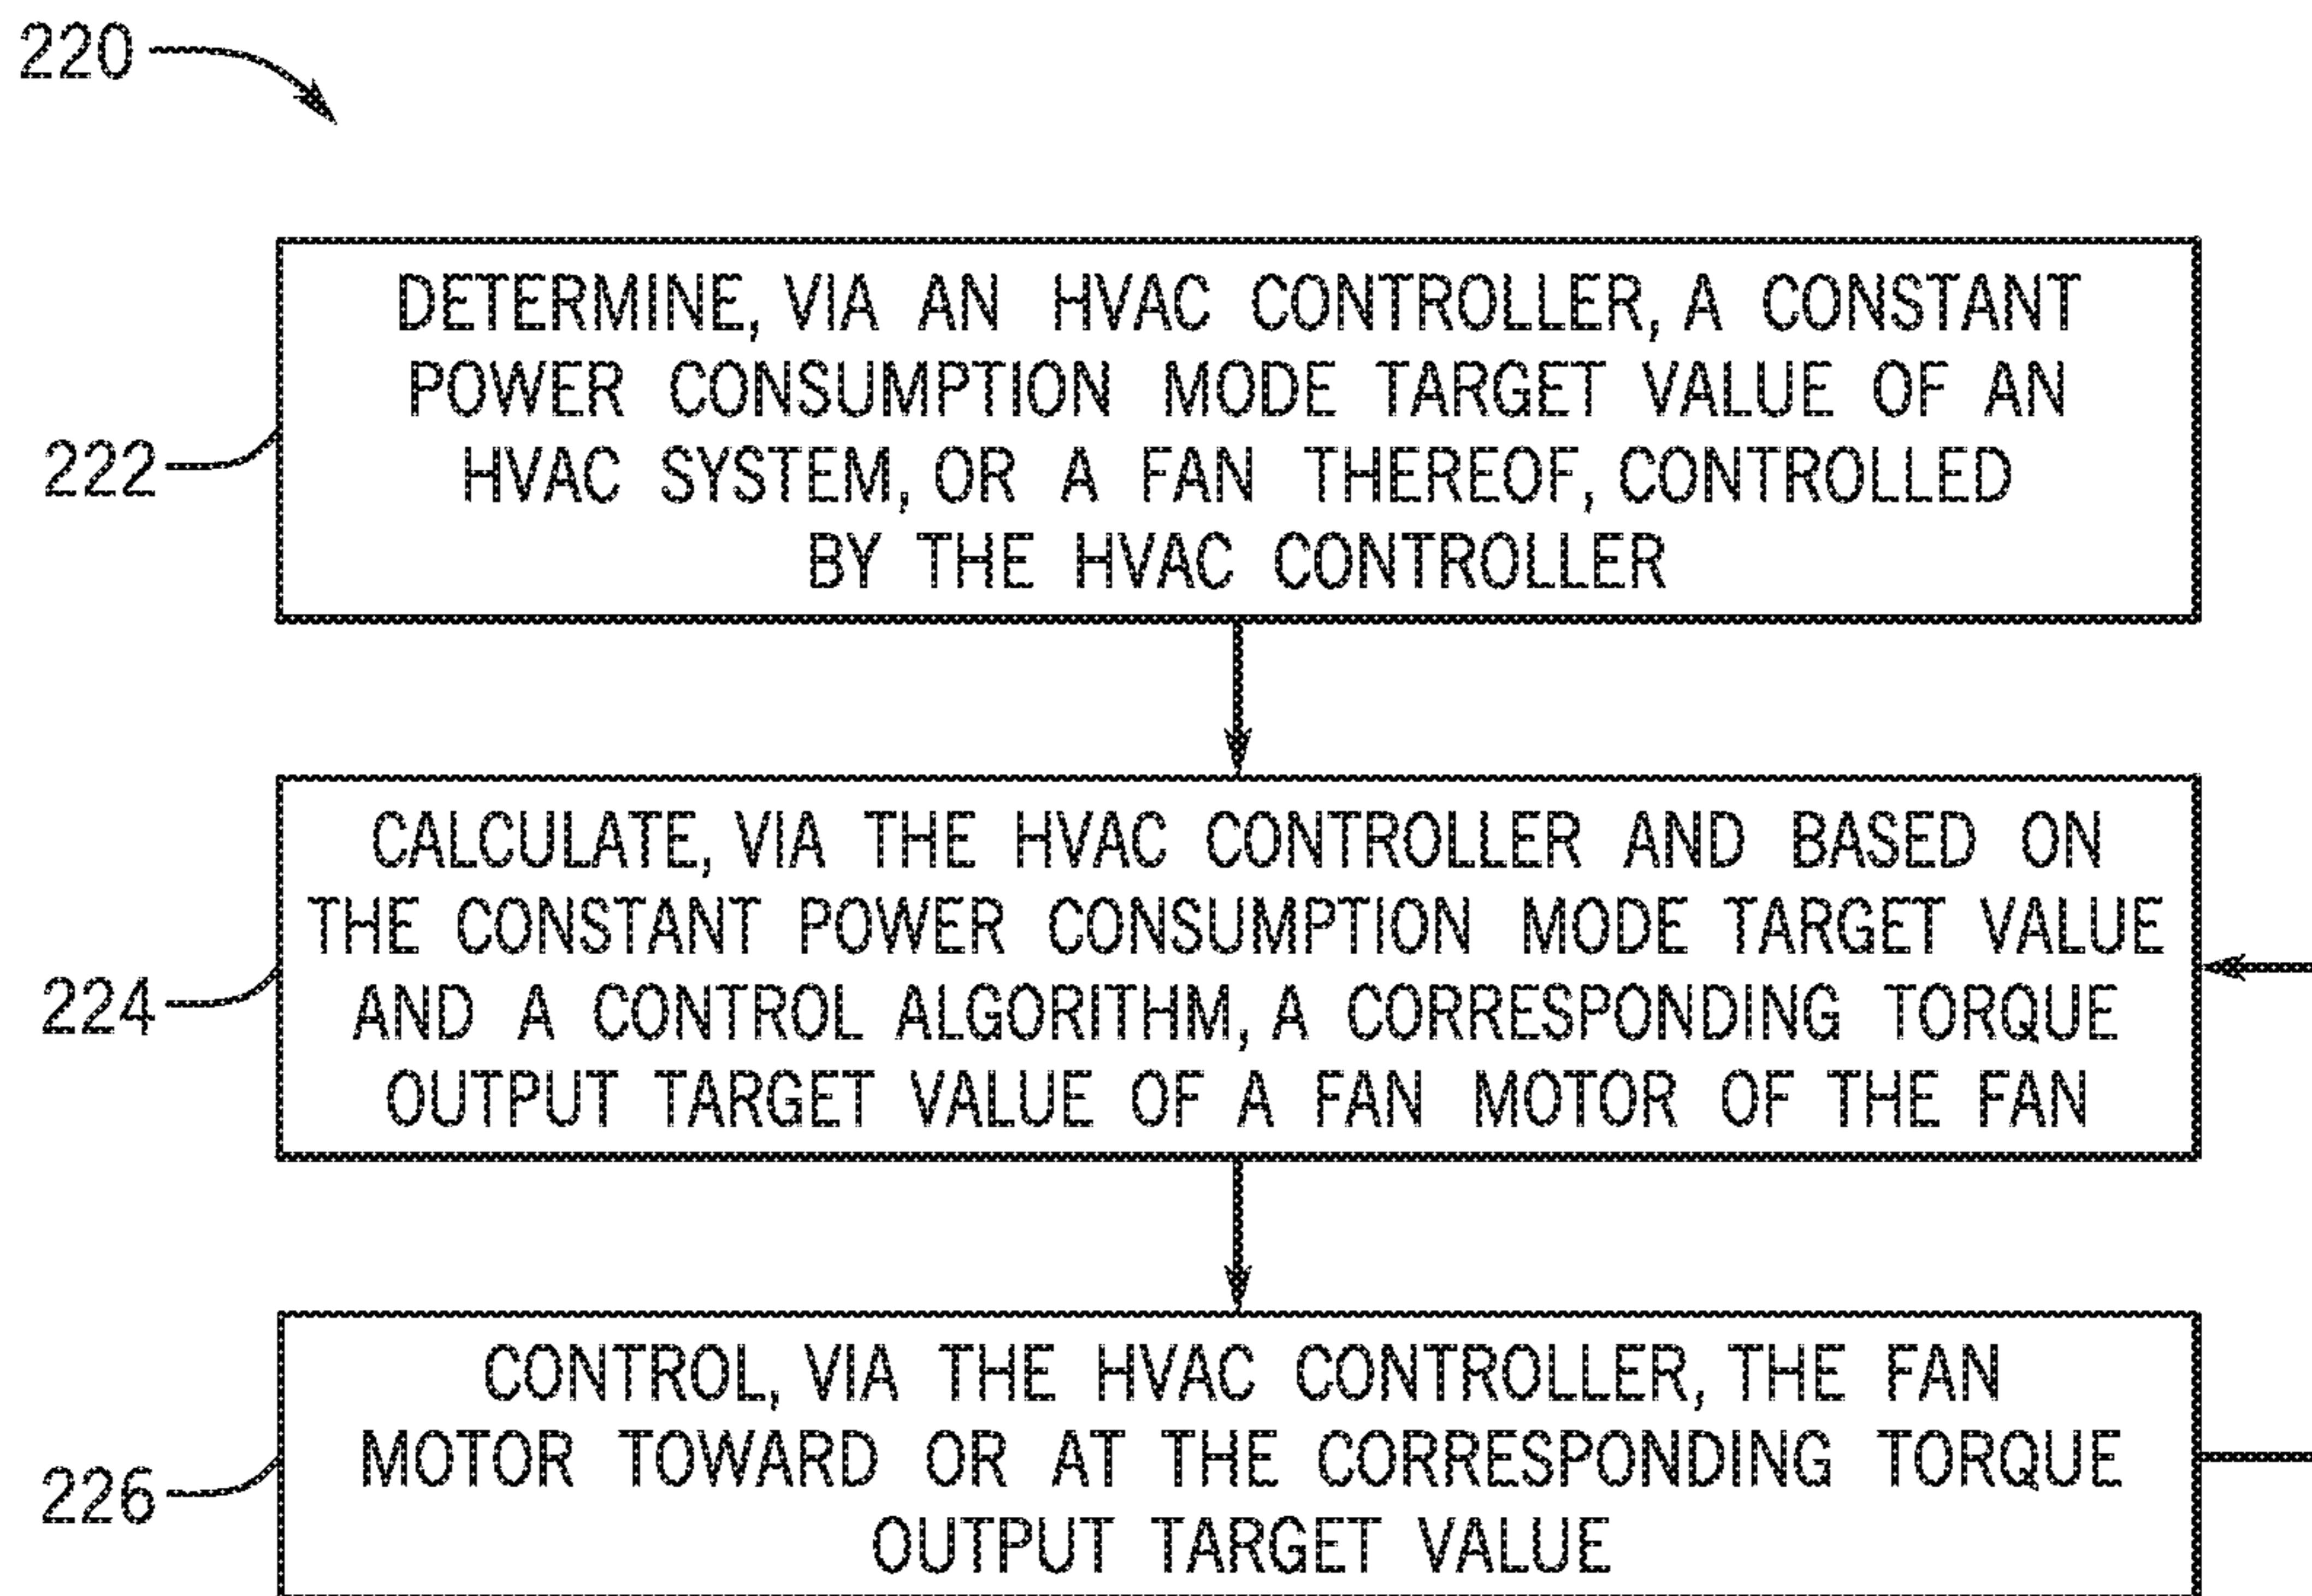 220
DETERMINE, VIA AN HVAC CONTROLLER, A CONSTANT
POWER CONSUMPTION MODE TARGET VALUE OF AN
HVAC SYSTEM, OR A FAN THEREOF, CONTROLLED
BY THE HVAC CONTROLLER
222
CALCULATE, VIA THE HVAC CONTROLLER AND BASED ON
THE CONSTANT POWER CONSUMPTION MODE TARGET VALUE
AND A CONTROL ALGORITHM, A CORRESPONDING TORQUE
OUTPUT TARGET VALUE OF A FAN MOTOR OF THE FAN
224
CONTROL, VIA THE HVAC CONTROLLER, THE FAN
MOTOR TOWARD OR AT THE CORRESPONDING TORQUE
OUTPUT TARGET VALUE
226